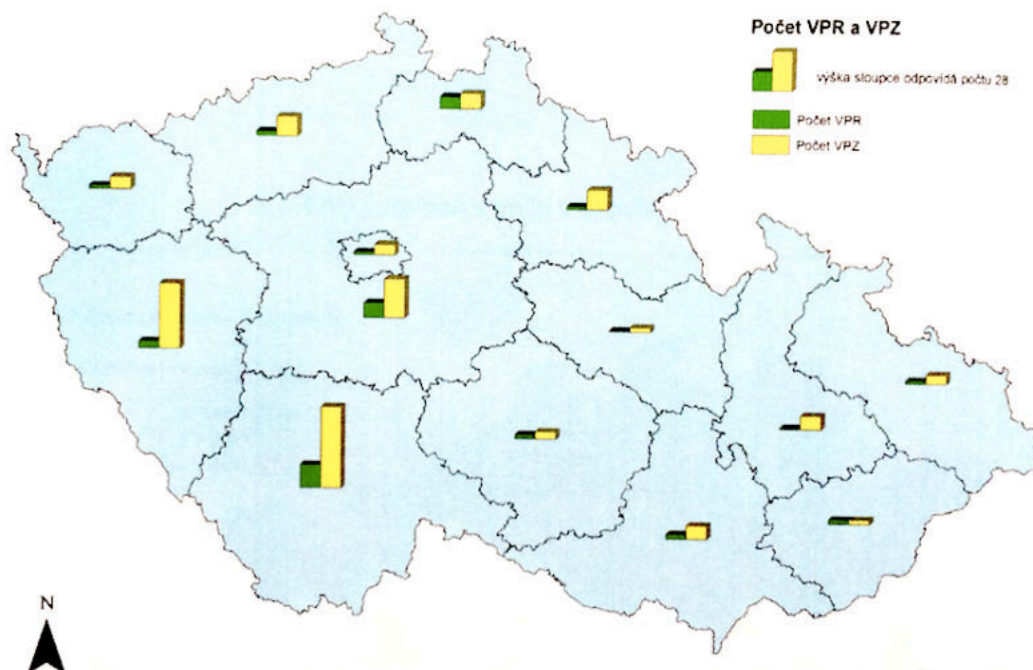 Počet VPR a VPZ
výška sloupce odpovídá počtu 28
Počet VPR
Počet VPZ
N